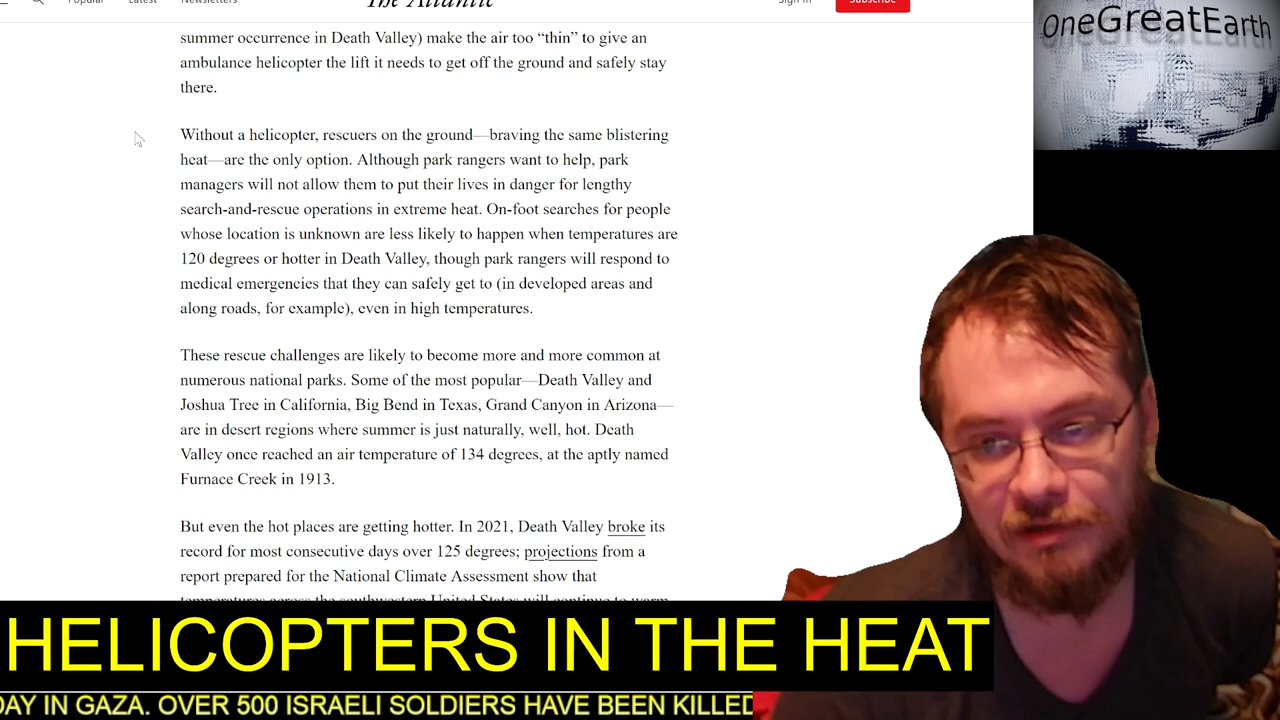 Popular Latest Newsletters The Atlantic Sign In Subscribe
OneGreatEarth
summer occurrence in Death Valley) make the air too “thin” to give an
ambulance helicopter the lift it needs to get off the ground and safely stay
there.
Without a helicopter, rescuers on the ground—braving the same blistering
heat—are the only option. Although park rangers want to help, park
managers will not allow them to put their lives in danger for lengthy
search-and-rescue operations in extreme heat. On-foot searches for people
whose location is unknown are less likely to happen when temperatures are
120 degrees or hotter in Death Valley, though park rangers will respond to
medical emergencies that they can safely get to (in developed areas and
along roads, for example), even in high temperatures.
These rescue challenges are likely to become more and more common at
numerous national parks. Some of the most popular—Death Valley and
Joshua Tree in California, Big Bend in Texas, Grand Canyon in Arizona—
are in desert regions where summer is just naturally, well, hot. Death
Valley once reached an air temperature of 134 degrees, at the aptly named
Furnace Creek in 1913.
But even the hot places are getting hotter. In 2021, Death Valley broke its
record for most consecutive days over 125 degrees; projections from a
report prepared for the National Climate Assessment show that
temperatures across the southwestern United States will continue to warm
HELICOPTERS IN THE HEAT
DAY IN GAZA. OVER 500 ISRAELI SOLDIERS HAVE BEEN KILLED